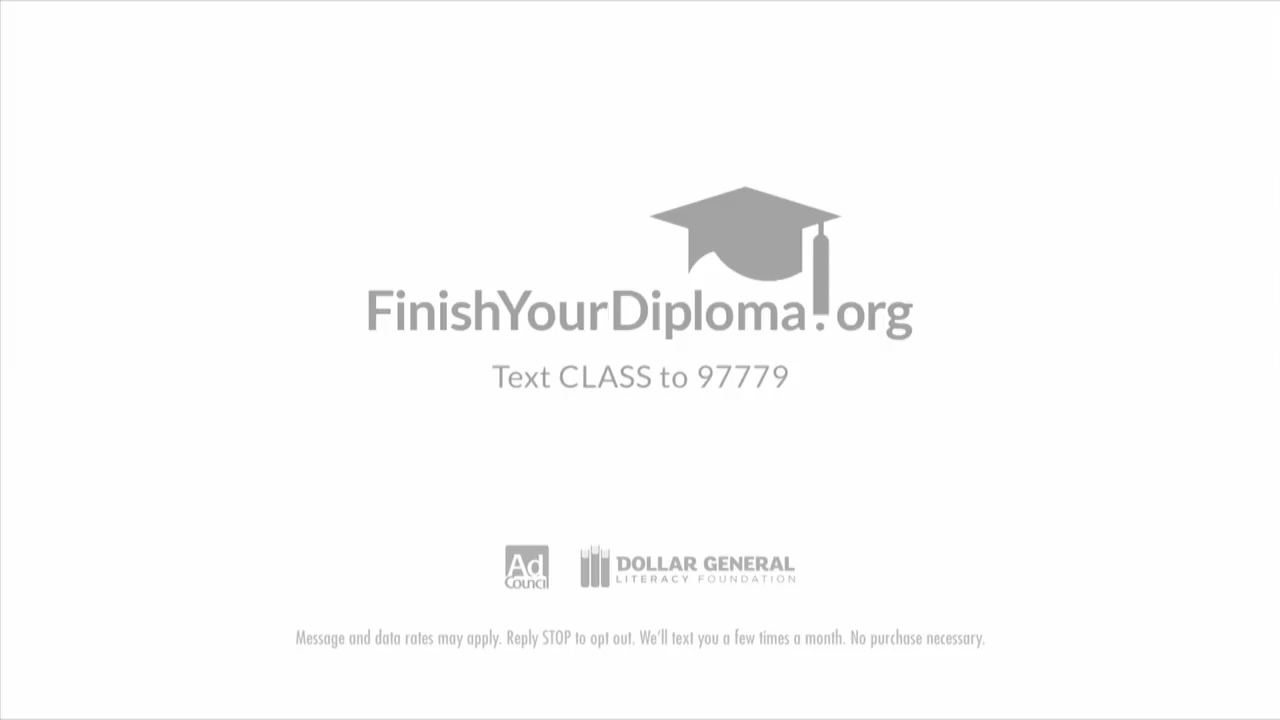 FinishYourDiploma.org
Text CLASS to 97779
Ad Council
DOLLAR GENERAL
LITERACY FOUNDATION
Message and data rates may apply. Reply STOP to opt out. We'll text you a few times a month. No purchase necessary.